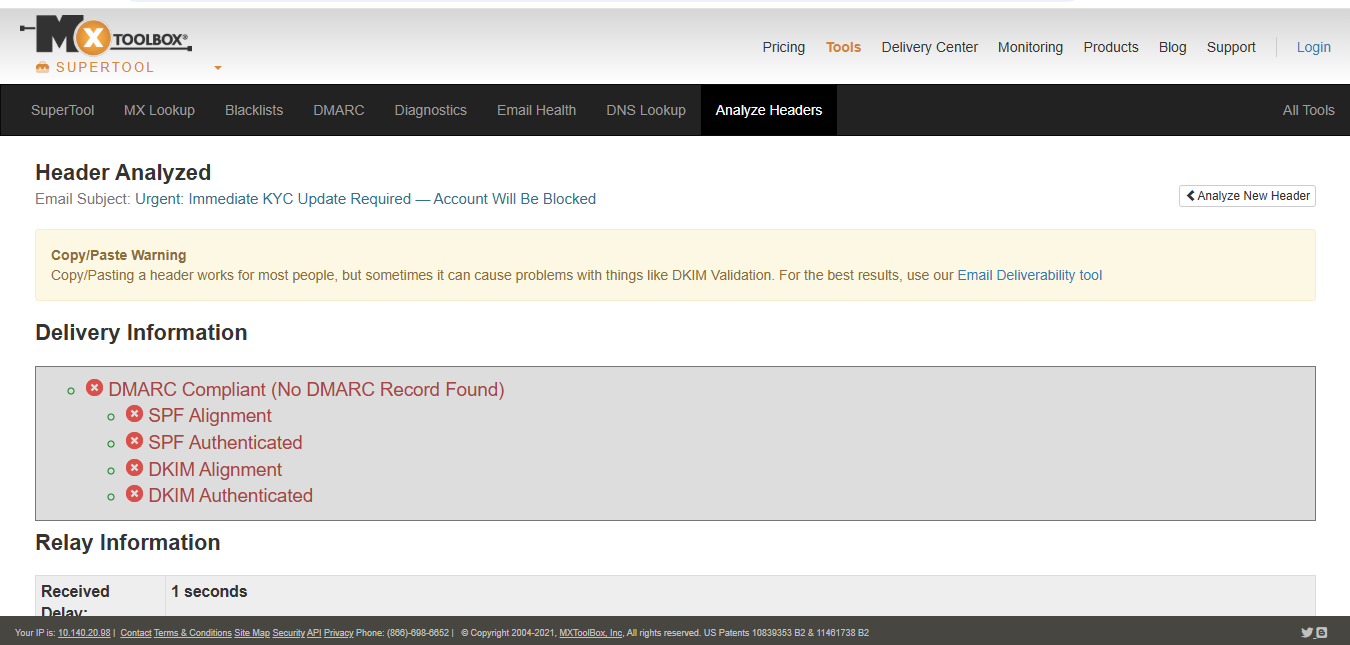 MX TOOLBOX®
SUPERTOOL
Pricing Tools Delivery Center Monitoring Products Blog Support Login
SuperTool MX Lookup Blacklists DMARC Diagnostics Email Health DNS Lookup Analyze Headers All Tools
Header Analyzed
Email Subject: Urgent: Immediate KYC Update Required — Account Will Be Blocked
Analyze New Header
Copy/Paste Warning
Copy/Pasting a header works for most people, but sometimes it can cause problems with things like DKIM Validation. For the best results, use our Email Deliverability tool
Delivery Information
DMARC Compliant (No DMARC Record Found)
SPF Alignment
SPF Authenticated
DKIM Alignment
DKIM Authenticated
Relay Information
Received 1 seconds
Delay:
Your IP is: 10.140.20.98 | Contact Terms & Conditions Site Map Security API Privacy Phone: (866)-698-6652 | © Copyright 2004-2021, MXToolBox, Inc, All rights reserved. US Patents 10839353 B2 & 11461738 B2